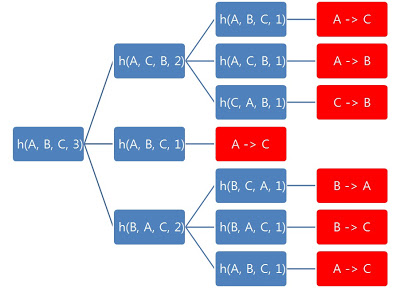 h(A, B, C, 1)
A -> C
h(A, C, B, 2)
h(A, C, B, 1)
A -> B
h(C, A, B, 1)
C -> B
h(A, B, C, 3)
h(A, B, C, 1)
A -> C
h(B, C, A, 1)
B -> A
h(B, A, C, 2)
h(B, A, C, 1)
B -> C
h(A, B, C, 1)
A -> C